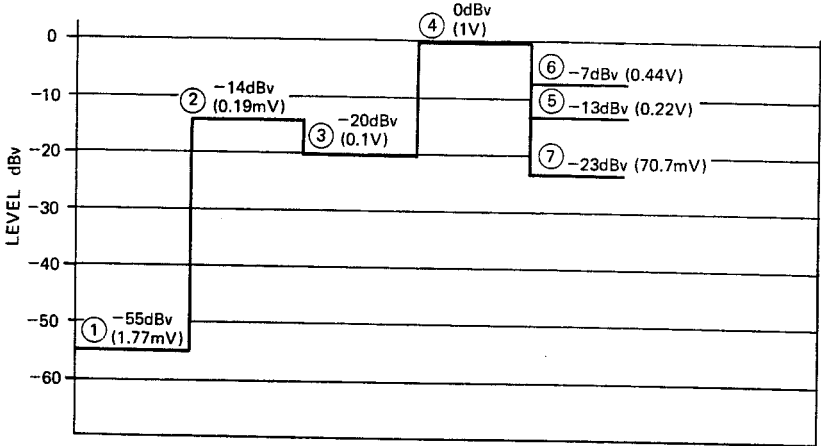 ④ 0dBv
(1V)
0
⑥ -7dBv (0.44V)
-10
② -14dBv
(0.19mV)
⑤ -13dBv (0.22V)
③ -20dBv
(0.1V)
-20
⑦ -23dBv (70.7mV)
LEVEL dBv
-30
-40
-50
① -55dBv
(1.77mV)
-60